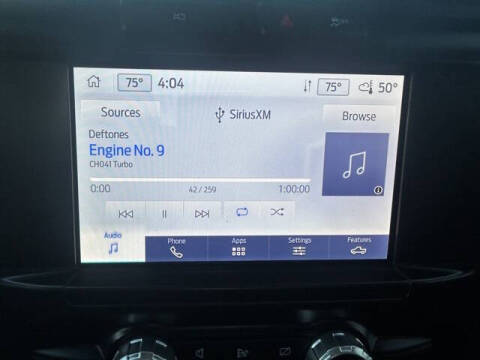 75° 4:04 75° 50°
Sources SiriusXM Browse
Deftones
Engine No. 9
CH041 Turbo
0:00 42 / 259 1:00:00
Audio Phone Apps Settings Features